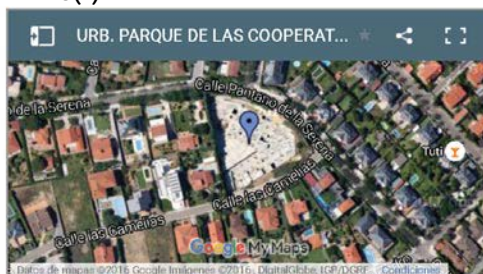 URB. PARQUE DE LAS COOPERAT...
Calle Pantano de la Serena
de la Serena
Tuti
Calle las Camelias
Calle las Camelias
Google My Maps
Datos de mapas ©2016 Google Imágenes ©2016, DigitalGlobe, IGP/DGRF
Condiciones